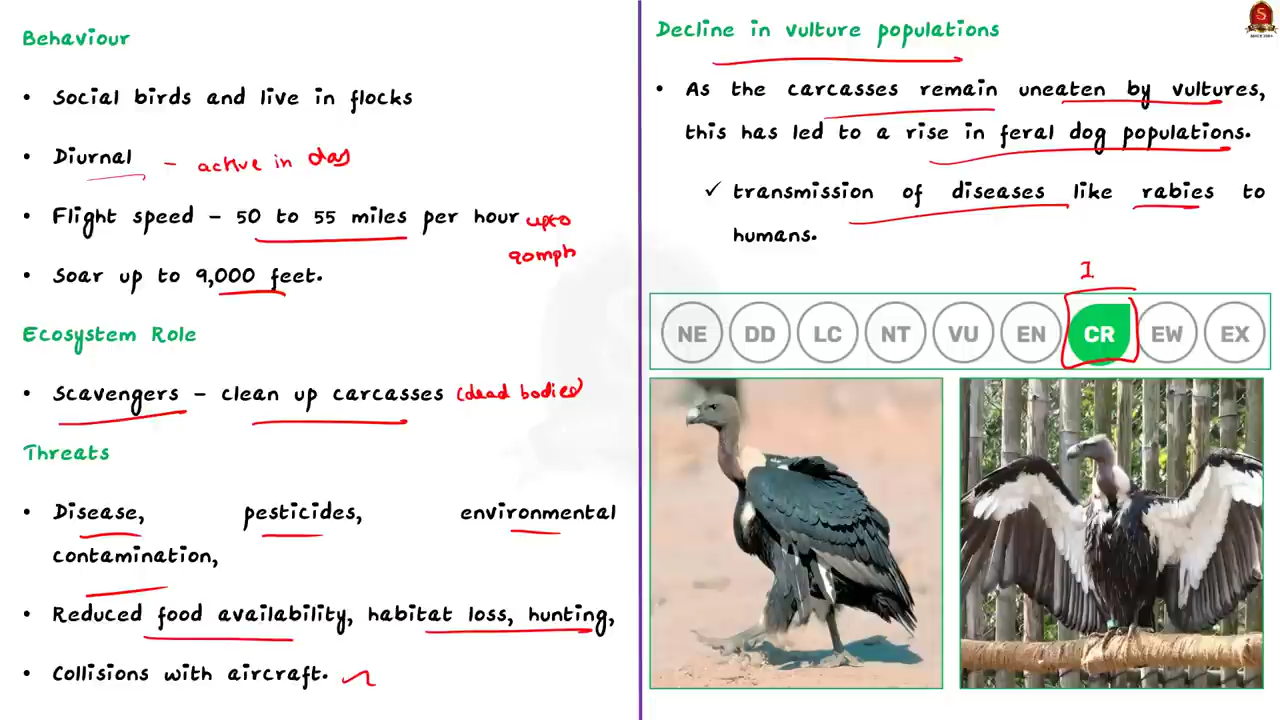 Behaviour
• Social birds and live in flocks
• Diurnal – active in day
• Flight speed – 50 to 55 miles per hour upto
90mph
• Soar up to 9,000 feet.
Ecosystem Role
• Scavengers – clean up carcasses (dead bodies)
Threats
• Disease, pesticides, environmental
contamination,
• Reduced food availability, habitat loss, hunting,
• Collisions with aircraft.
Decline in vulture populations
• As the carcasses remain uneaten by vultures,
this has led to a rise in feral dog populations.
✓ transmission of diseases like rabies to
humans.
I
NE DD LC NT VU EN CR EW EX
S
SINCE 2004